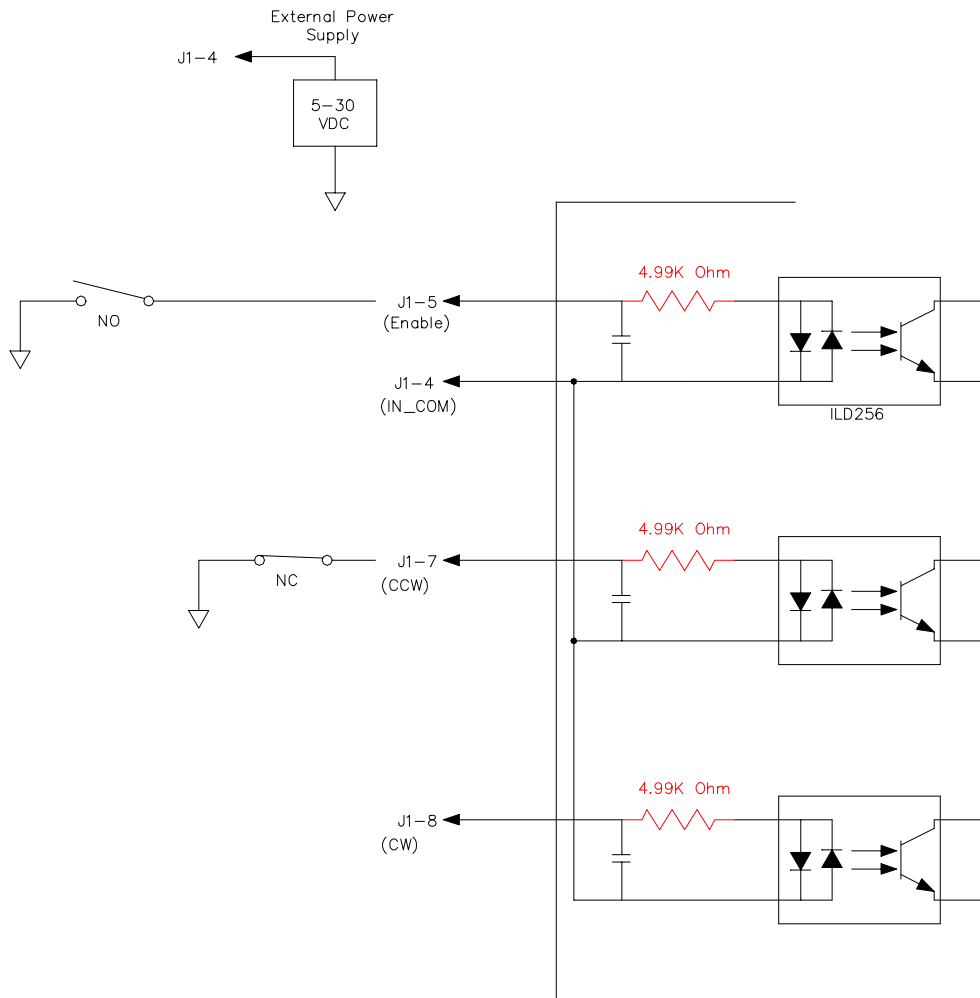 External Power
Supply
J1-4
5-30
VDC
4.99K Ohm
NO
J1-5
(Enable)
J1-4
(IN_COM)
ILD256
4.99K Ohm
NC
J1-7
(CCW)
4.99K Ohm
J1-8
(CW)